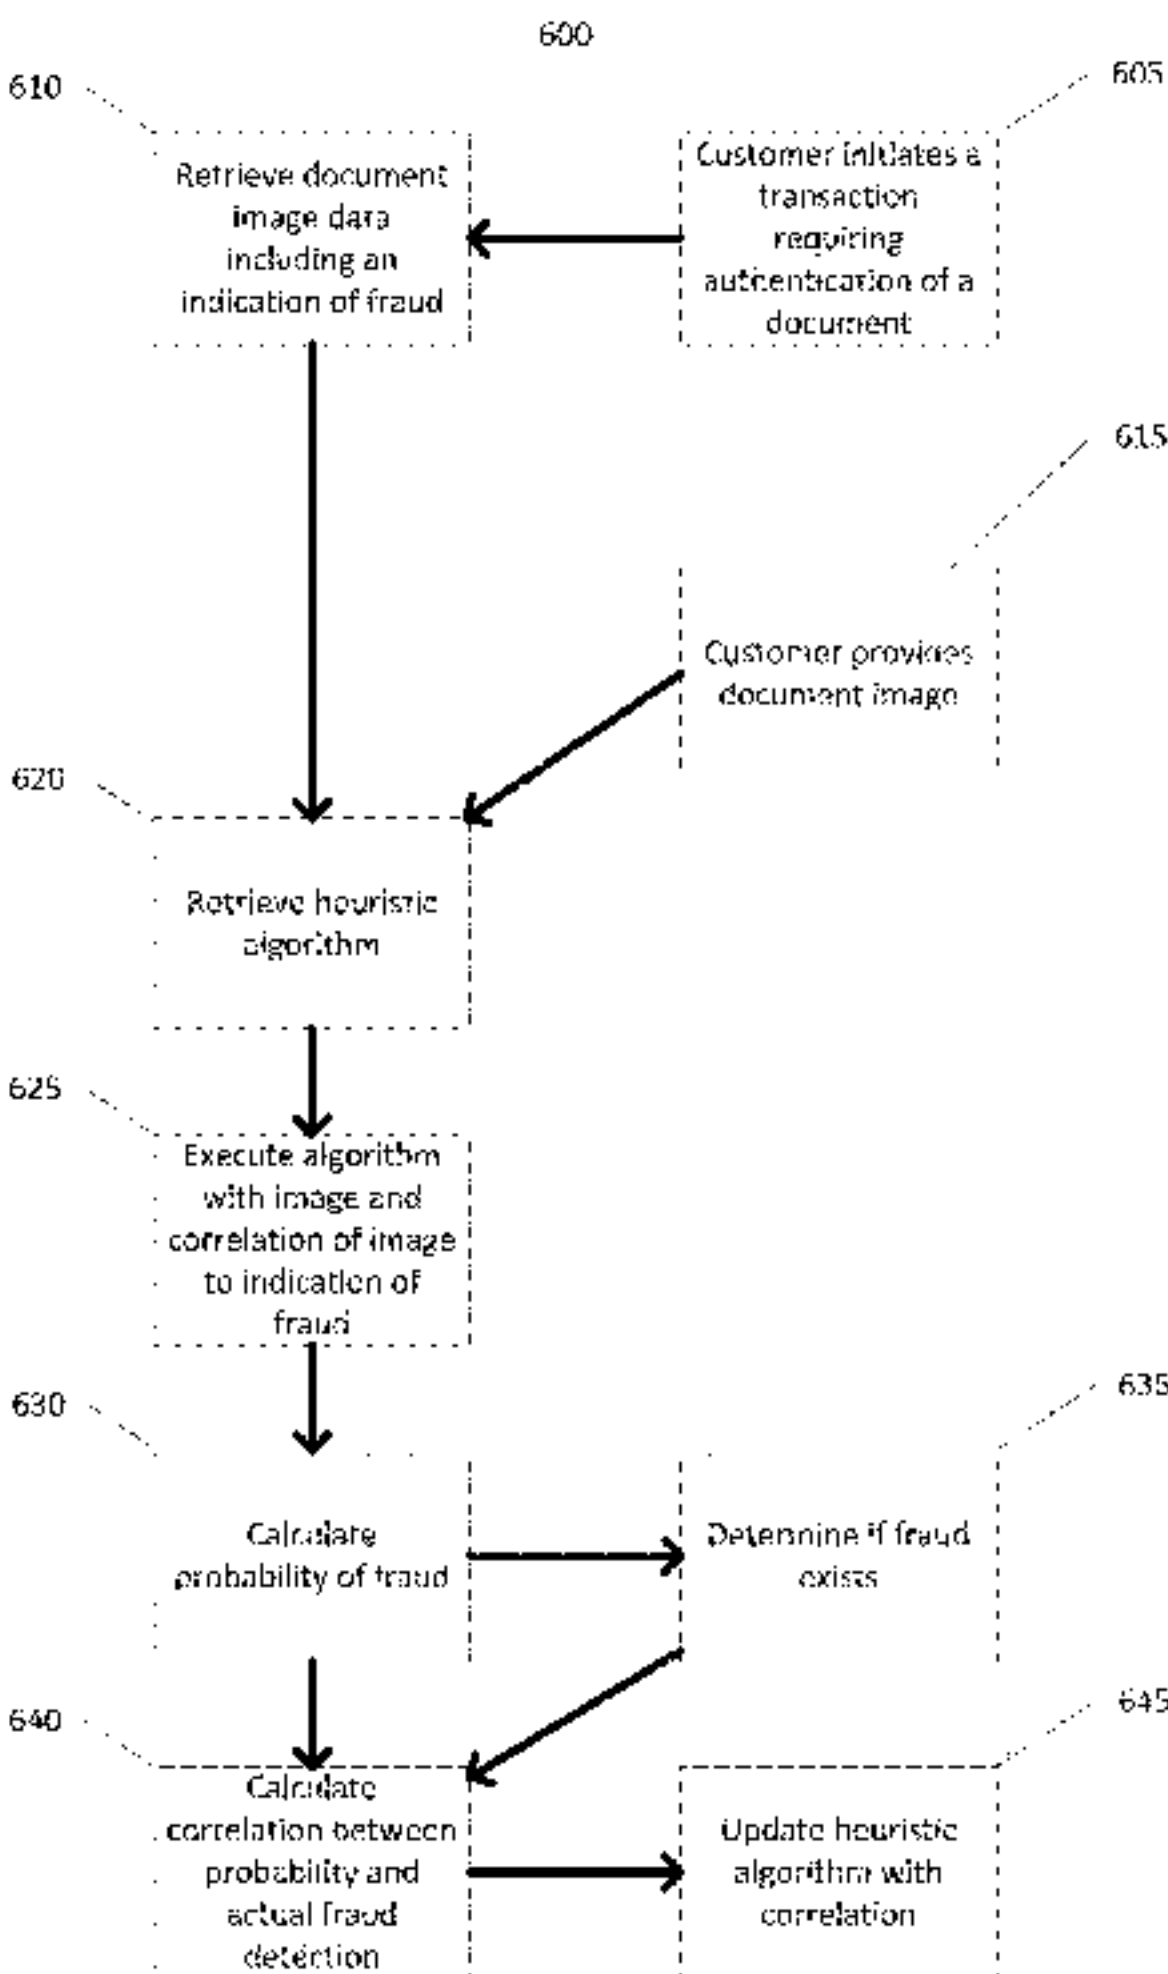 600
610
605
Retrieve document
image data
including an
indication of fraud
Customer initiates a
transaction
requiring
authentication of a
document
615
Customer provides
document image
620
Retrieve heuristic
algorithm
625
Execute algorithm
with image and
correlation of image
to indication of
fraud
630
635
Calculate
probability of fraud
Determine if fraud
exists
640
645
Calculate
correlation between
probability and
actual fraud
detection
Update heuristic
algorithm with
correlation